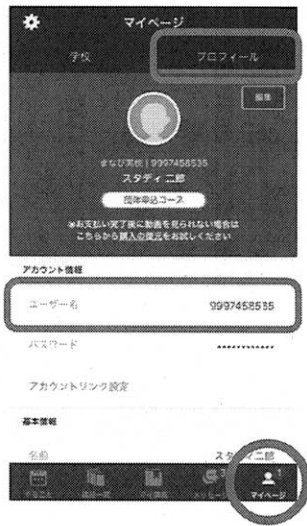 マイページ
学校
プロフィール
編集
まなび高校 | 9997458535
スタディ 二郎
団体申込コース
※お支払い完了後に動画を見られない場合は
こちらから購入の復元をお試しください
アカウント情報
ユーザー名 9997458535
パスワード ************
アカウントリンク設定
基本情報
名前 スタディ二郎
マイページ